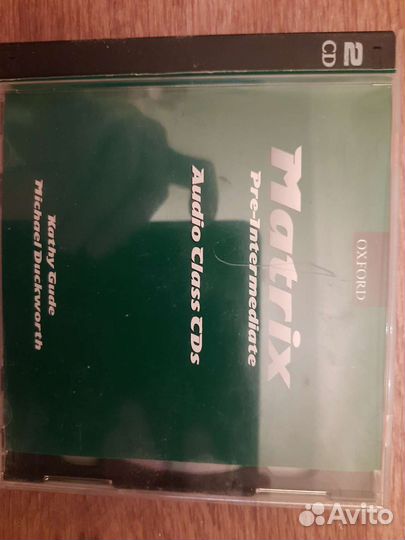 2
CD
OXFORD
Matrix
Pre-Intermediate
Audio Class CDs
Kathy Gude
Michael Duckworth
Avito